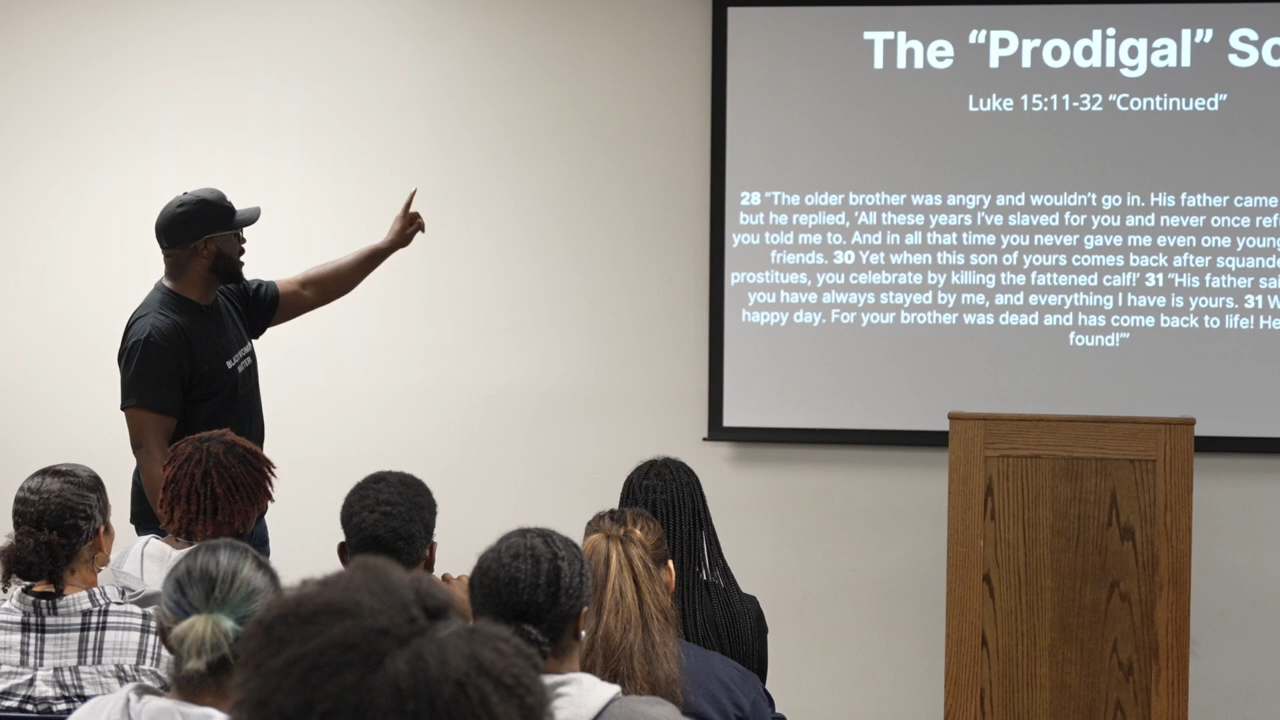 The “Prodigal” So
Luke 15:11-32 “Continued”
28 “The older brother was angry and wouldn’t go in. His father came
but he replied, ‘All these years I’ve slaved for you and never once ref
you told me to. And in all that time you never gave me even one young
friends. 30 Yet when this son of yours comes back after squande
prostitues, you celebrate by killing the fattened calf!’ 31 “His father sai
you have always stayed by me, and everything I have is yours. 31 W
happy day. For your brother was dead and has come back to life! He
found!’”
BLACK WOMEN
MATTER